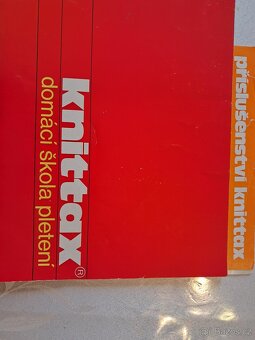 knittax®
domácí škola pletení
příslušenství knittax